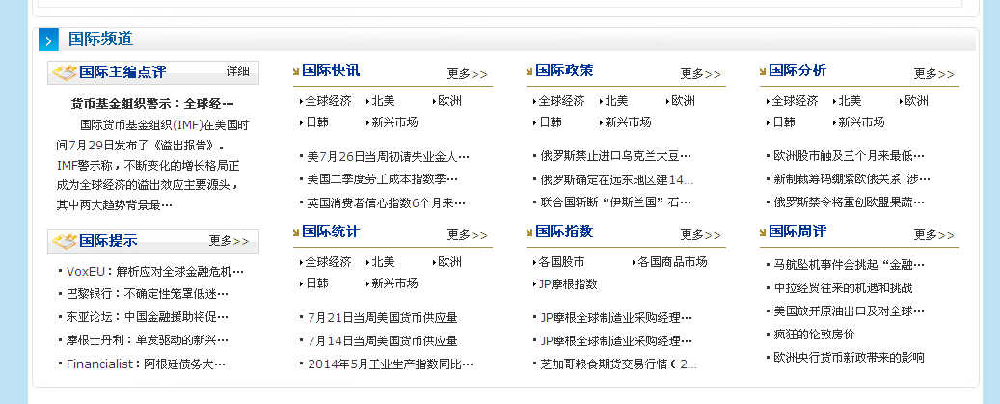 国际频道
国际主编点评 详细
货币基金组织警示：全球经…
国际货币基金组织(IMF)在美国时
间7月29日发布了《溢出报告》。
IMF警示称，不断变化的增长格局正
成为全球经济的溢出效应主要源头，
其中两大趋势背景最…
国际提示 更多>>
VoxEU：解析应对全球金融危机…
巴黎银行：不确定性笼罩低迷…
东亚论坛：中国金融援助将促…
摩根士丹利：单发驱动的新兴…
Financialist：阿根廷债务大…
国际快讯 更多>>
全球经济 北美 欧洲
日韩 新兴市场
美7月26日当周初请失业金人…
美国二季度劳工成本指数季…
英国消费者信心指数6个月来…
国际统计 更多>>
全球经济 北美 欧洲
日韩 新兴市场
7月21日当周美国货币供应量
7月14日当周美国货币供应量
2014年5月工业生产指数同比…
国际政策 更多>>
全球经济 北美 欧洲
日韩 新兴市场
俄罗斯禁止进口乌克兰大豆…
俄罗斯确定在远东地区建14...
联合国斩断“伊斯兰国”石…
国际指数 更多>>
各国股市 各国商品市场
JP摩根指数
JP摩根全球制造业采购经理…
JP摩根全球制造业采购经理…
芝加哥粮食期货交易行情（2...
国际分析 更多>>
全球经济 北美 欧洲
日韩 新兴市场
欧洲股市触及三个月来最低…
新制裁筹码绷紧欧俄关系 涉…
俄罗斯禁令将重创欧盟果蔬…
国际周评 更多>>
马航坠机事件会挑起“金融…
中拉经贸往来的机遇和挑战
美国放开原油出口及对全球…
疯狂的伦敦房价
欧洲央行货币新政带来的影响